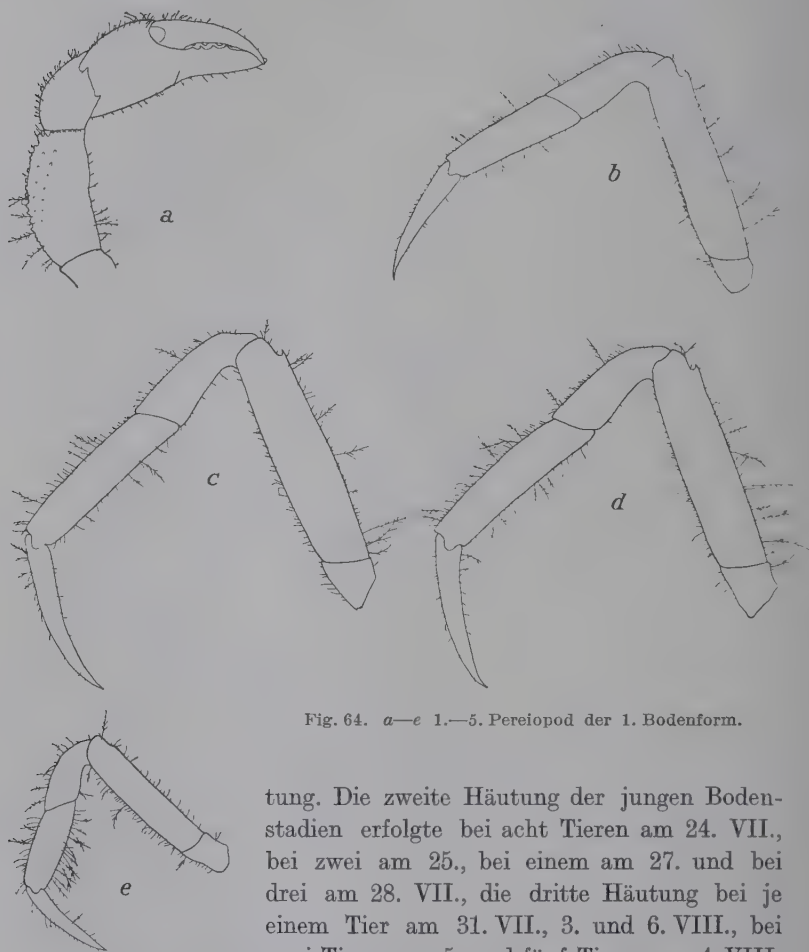 a
b
c
d
e
Fig. 64. a—e 1.—5. Pereiopod der 1. Bodenform.
tung. Die zweite Häutung der jungen Boden-
stadien erfolgte bei acht Tieren am 24. VII.,
bei zwei am 25., bei einem am 27. und bei
drei am 28. VII., die dritte Häutung bei je
einem Tier am 31. VII., 3. und 6. VIII., bei